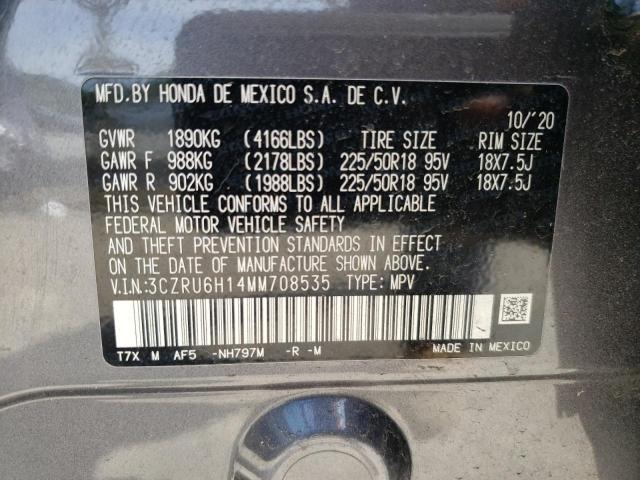 MFD.BY HONDA DE MEXICO S.A. DE C.V.
10/'20
GVWR 1890KG (4166LBS) TIRE SIZE RIM SIZE
GAWR F 988KG (2178LBS) 225/50R18 95V 18X7.5J
GAWR R 902KG (1988LBS) 225/50R18 95V 18X7.5J
THIS VEHICLE CONFORMS TO ALL APPLICABLE
FEDERAL MOTOR VEHICLE SAFETY
AND THEFT PREVENTION STANDARDS IN EFFECT
ON THE DATE OF MANUFACTURE SHOWN ABOVE.
V.I.N:3CZRU6H14MM708535 TYPE: MPV
T7X M AF5 -NH797M -R -M MADE IN MEXICO